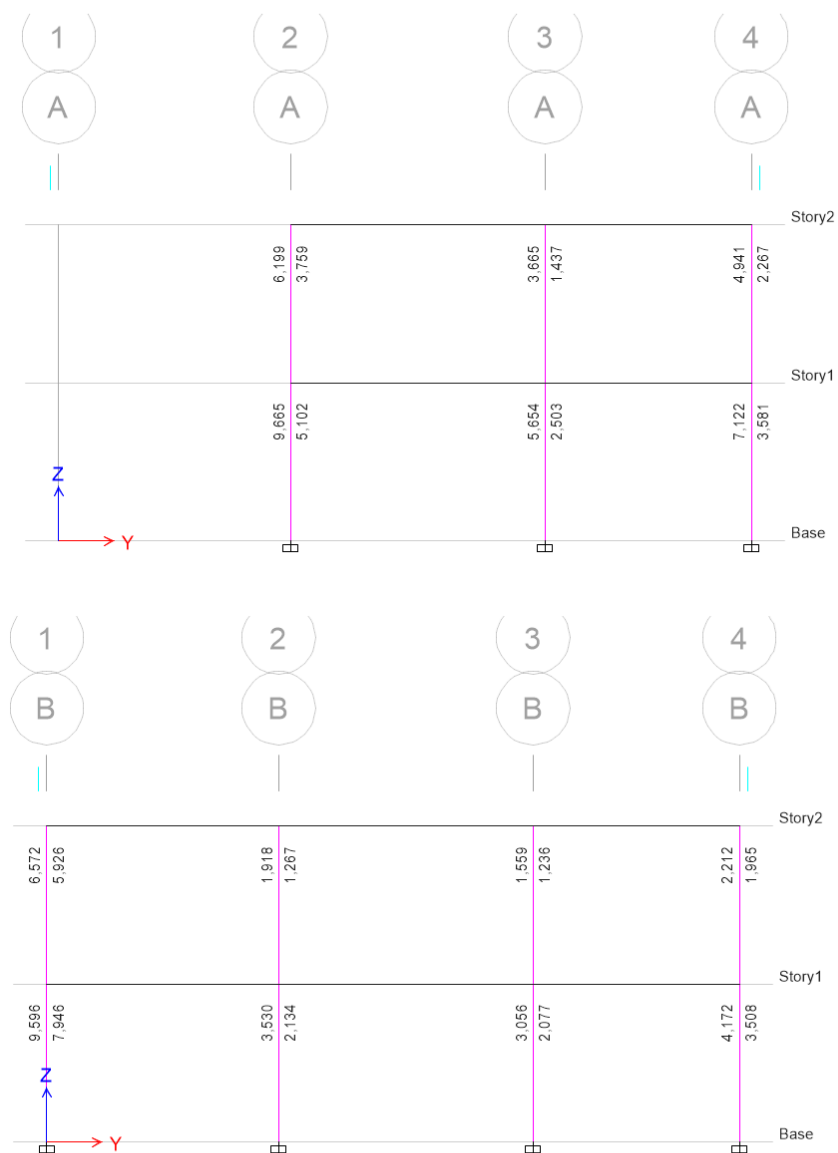 1 2 3 4
A A A A
Story2
6,199 3,759 3,665 1,437 4,941 2,267
Story1
9,665 5,102 5,654 2,503 7,122 3,581
Z
Y
Base
1 2 3 4
B B B B
Story2
6,572 5,926 1,918 1,267 1,559 1,236 2,212 1,965
Story1
9,596 7,946 3,530 2,134 3,056 2,077 4,172 3,508
Z
Y
Base